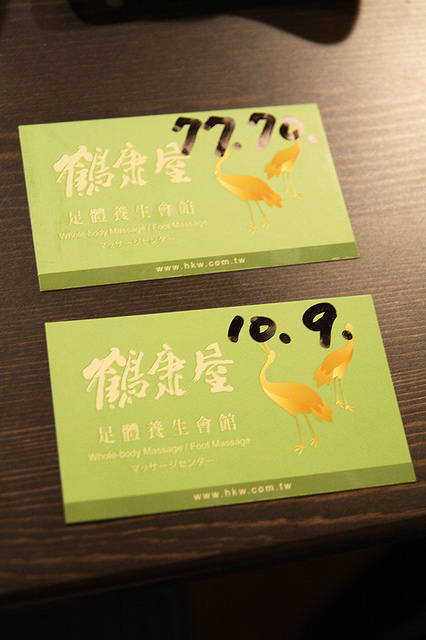 77.70.
鶴康屋
足體養生會館
Whole-body Massage / Foot Massage
マッサージセンター
www.hkw.com.tw
10.9.
鶴康屋
足體養生會館
Whole-body Massage / Foot Massage
マッサージセンター
www.hkw.com.tw